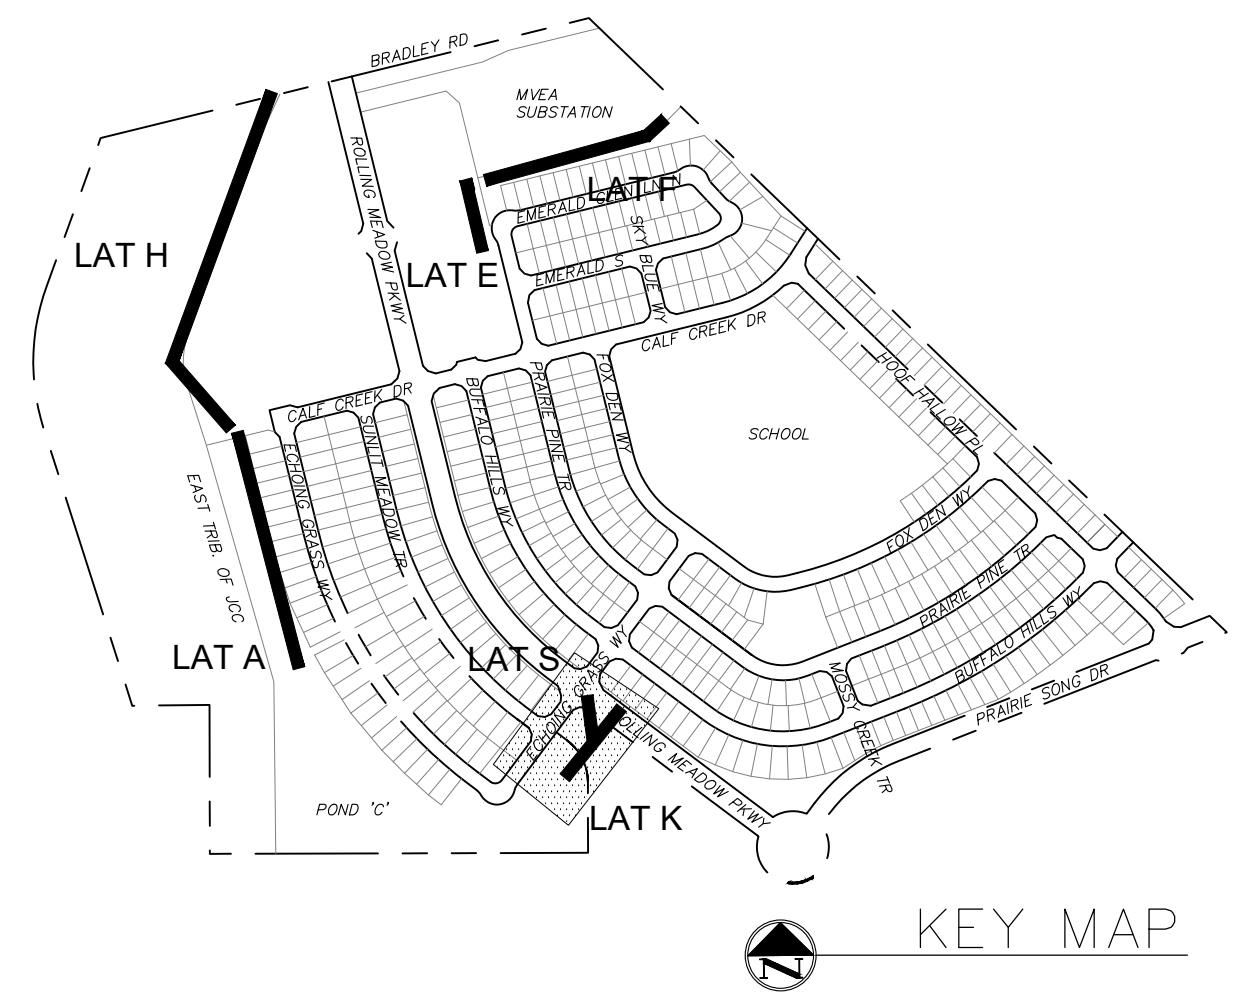 BRADLEY RD
MVEA
SUBSTATION
ROLLING MEADOW PKWY
LAT F
EMERALD GLEN LN N
SKY BLUE WY
LAT H
LAT E
EMERALD S
CALF CREEK DR
HOOF HALLOW PL
CALF CREEK DR
BUFFALO HILLS WY
PRAIRIE PINE TR
FOX DEN WY
SCHOOL
SUNLIT MEADOW TR
ECHOING GRASS WY
EAST TRIB. OF JCC
FOX DEN WY
PRAIRIE PINE TR
BUFFALO HILLS WY
LAT A
LAT S
ECHOING GRASS WY
MOSSY CREEK TR
PRAIRIE SONG DR
ROLLING MEADOW PKWY
POND 'C'
LAT K
KEY MAP
N